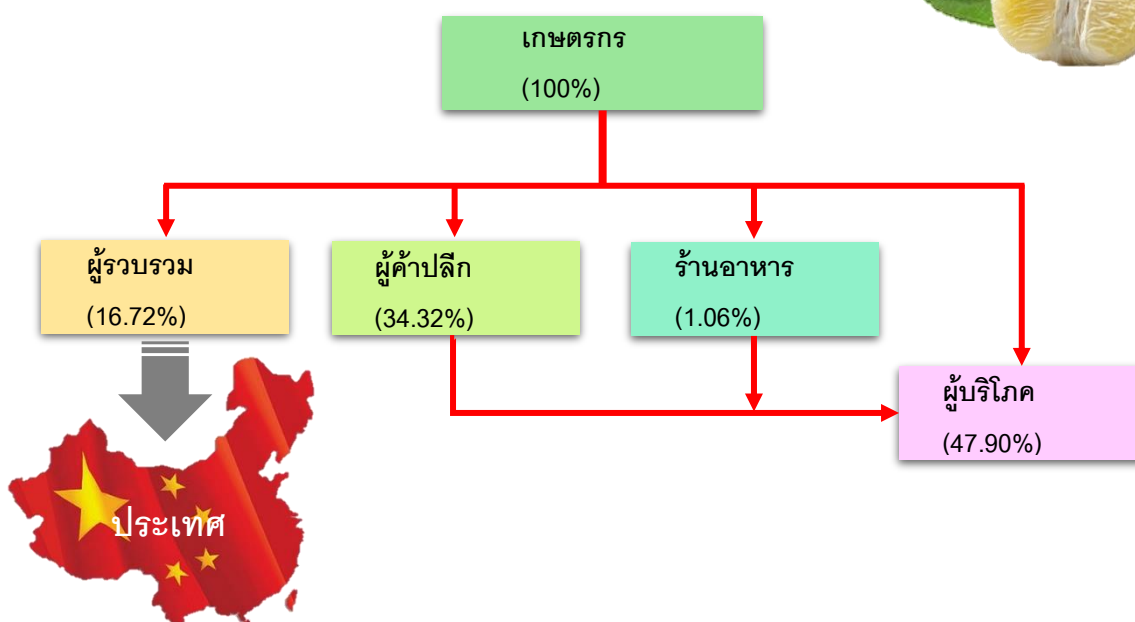 เกษตรกร
(100%)
ผู้รวบรวม
(16.72%)
ผู้ค้าปลีก
(34.32%)
ร้านอาหาร
(1.06%)
ผู้บริโภค
(47.90%)
ประเทศ